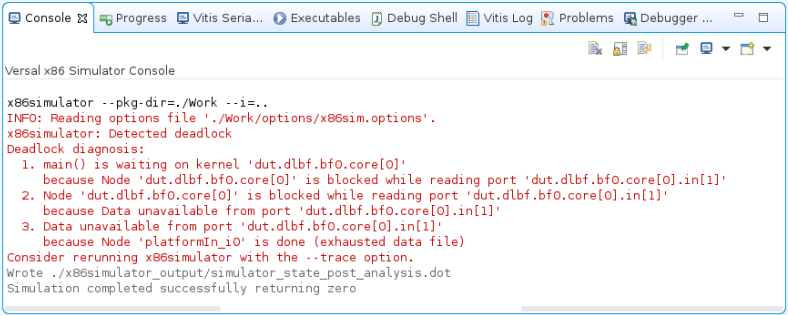 Console Progress Vitis Seria... Executables Debug Shell Vitis Log Problems Debugger ...
Versal x86 Simulator Console
x86simulator --pkg-dir=./Work --i=..
INFO: Reading options file './Work/options/x86sim.options'.
x86simulator: Detected deadlock
Deadlock diagnosis:
1. main() is waiting on kernel 'dut.dlbf.bf0.core[0]'
because Node 'dut.dlbf.bf0.core[0]' is blocked while reading port 'dut.dlbf.bf0.core[0].in[1]'
2. Node 'dut.dlbf.bf0.core[0]' is blocked while reading port 'dut.dlbf.bf0.core[0].in[1]'
because Data unavailable from port 'dut.dlbf.bf0.core[0].in[1]'
3. Data unavailable from port 'dut.dlbf.bf0.core[0].in[1]'
because Node 'platformIn_i0' is done (exhausted data file)
Consider rerunning x86simulator with the --trace option.
Wrote ./x86simulator_output/simulator_state_post_analysis.dot
Simulation completed successfully returning zero